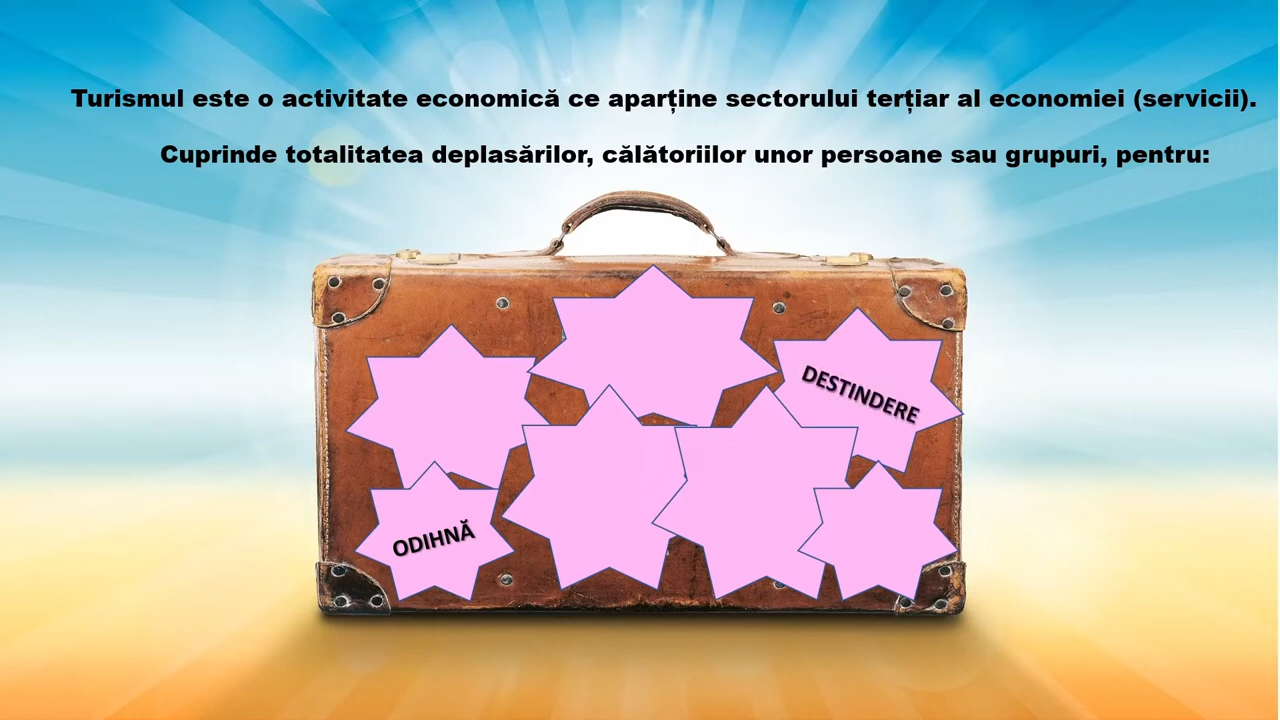 Turismul este o activitate economică ce aparține sectorului terțiar al economiei (servicii).
Cuprinde totalitatea deplasărilor, călătoriilor unor persoane sau grupuri, pentru:
DESTINDERE
ODIHNĂ